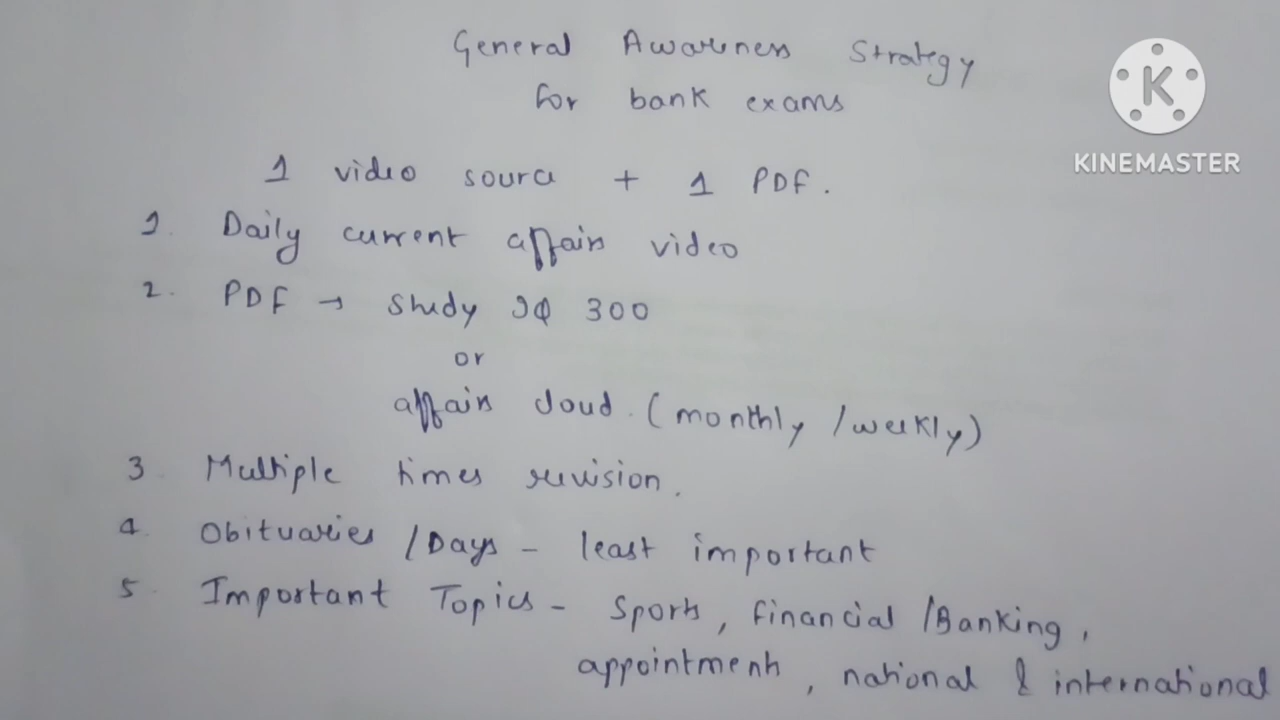 General Awareness Strategy
for bank exams
K
KINEMASTER
1 video source + 1 PDF.
1. Daily current affairs video
2. PDF → Study IQ 300
or
affairs cloud. (monthly /weekly)
3 Multiple times revision.
4. Obituaries /Days - least important
5. Important Topics - Sports, financial /Banking,
appointments, national & international